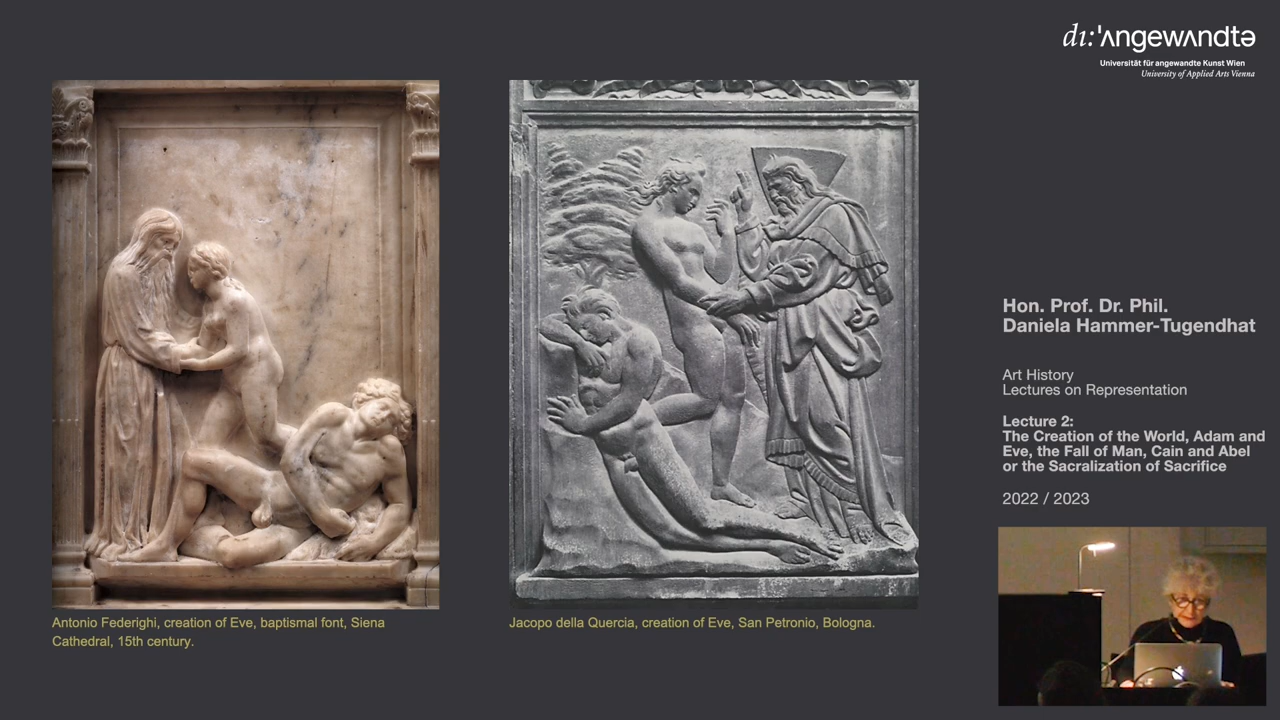 dı:'ʌngewʌndtə
Universität für angewandte Kunst Wien
University of Applied Arts Vienna
Hon. Prof. Dr. Phil.
Daniela Hammer-Tugendhat
Art History
Lectures on Representation
Lecture 2:
The Creation of the World, Adam and
Eve, the Fall of Man, Cain and Abel
or the Sacralization of Sacrifice
2022 / 2023
Antonio Federighi, creation of Eve, baptismal font, Siena
Cathedral, 15th century.
Jacopo della Quercia, creation of Eve, San Petronio, Bologna.